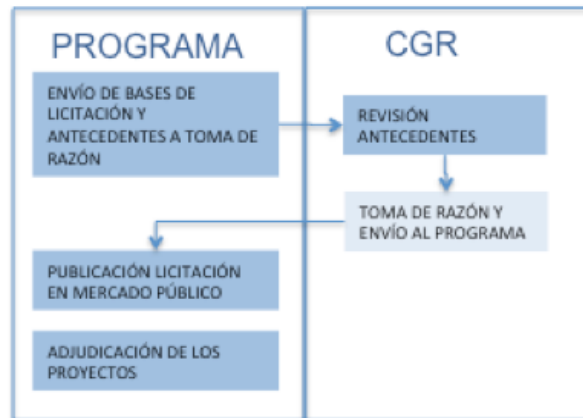 PROGRAMA
ENVÍO DE BASES DE
LICITACIÓN Y
ANTECEDENTES A TOMA DE
RAZÓN
CGR
REVISIÓN
ANTECEDENTES
TOMA DE RAZÓN Y
ENVÍO AL PROGRAMA
PUBLICACIÓN LICITACIÓN
EN MERCADO PÚBLICO
ADJUDICACIÓN DE LOS
PROYECTOS